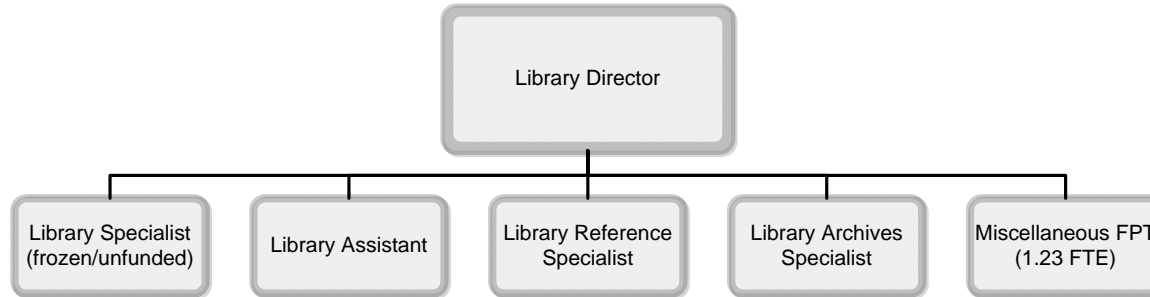 Library Director
Library Specialist
(frozen/unfunded)
Library Assistant
Library Reference
Specialist
Library Archives
Specialist
Miscellaneous FPT
(1.23 FTE)